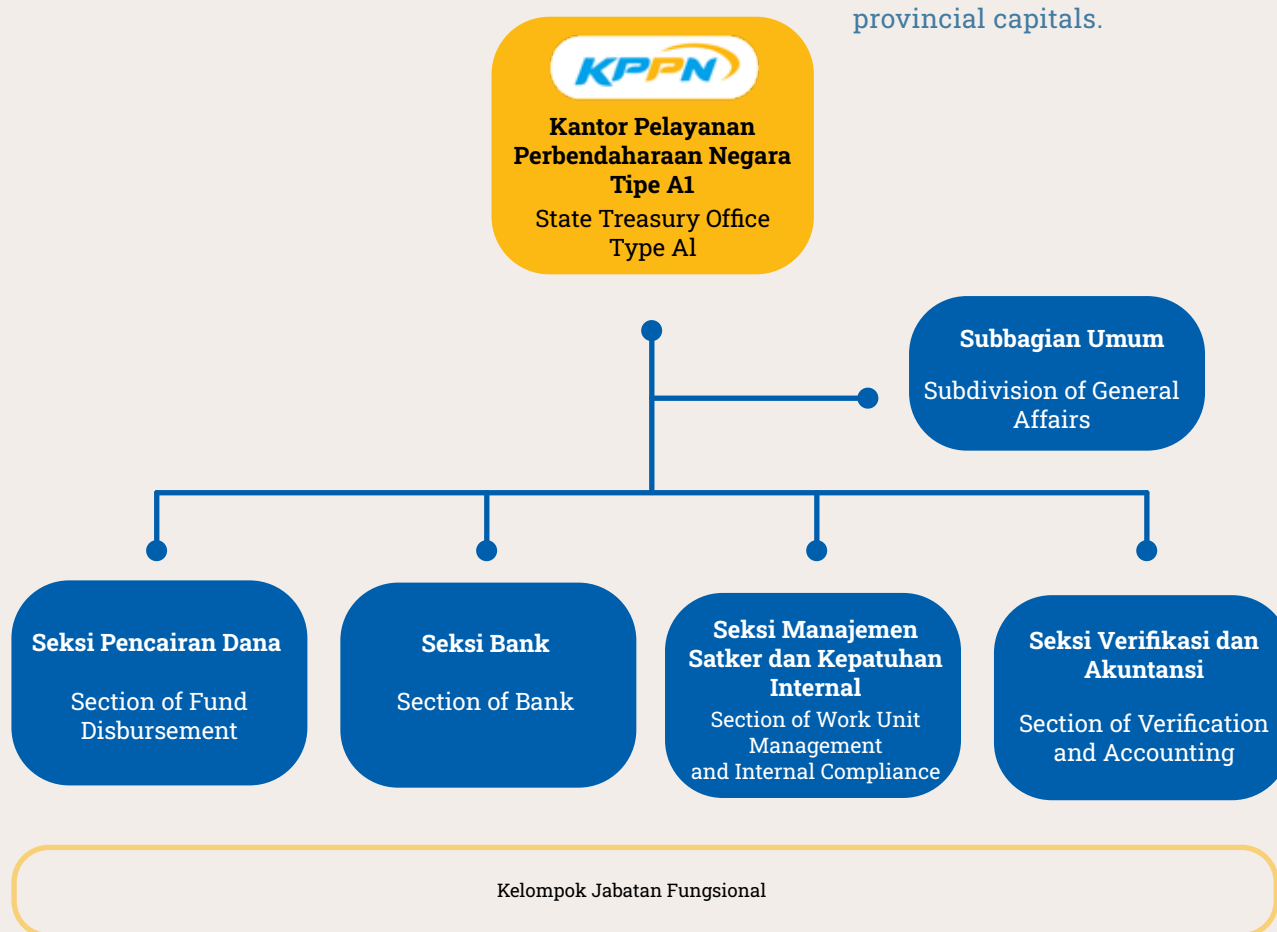 provincial capitals.
KPPN
Kantor Pelayanan
Perbendaharaan Negara
Tipe A1
State Treasury Office
Type Al
Subbagian Umum
Subdivision of General
Affairs
Seksi Pencairan Dana
Section of Fund
Disbursement
Seksi Bank
Section of Bank
Seksi Manajemen
Satker dan Kepatuhan
Internal
Section of Work Unit
Management
and Internal Compliance
Seksi Verifikasi dan
Akuntansi
Section of Verification
and Accounting
Kelompok Jabatan Fungsional